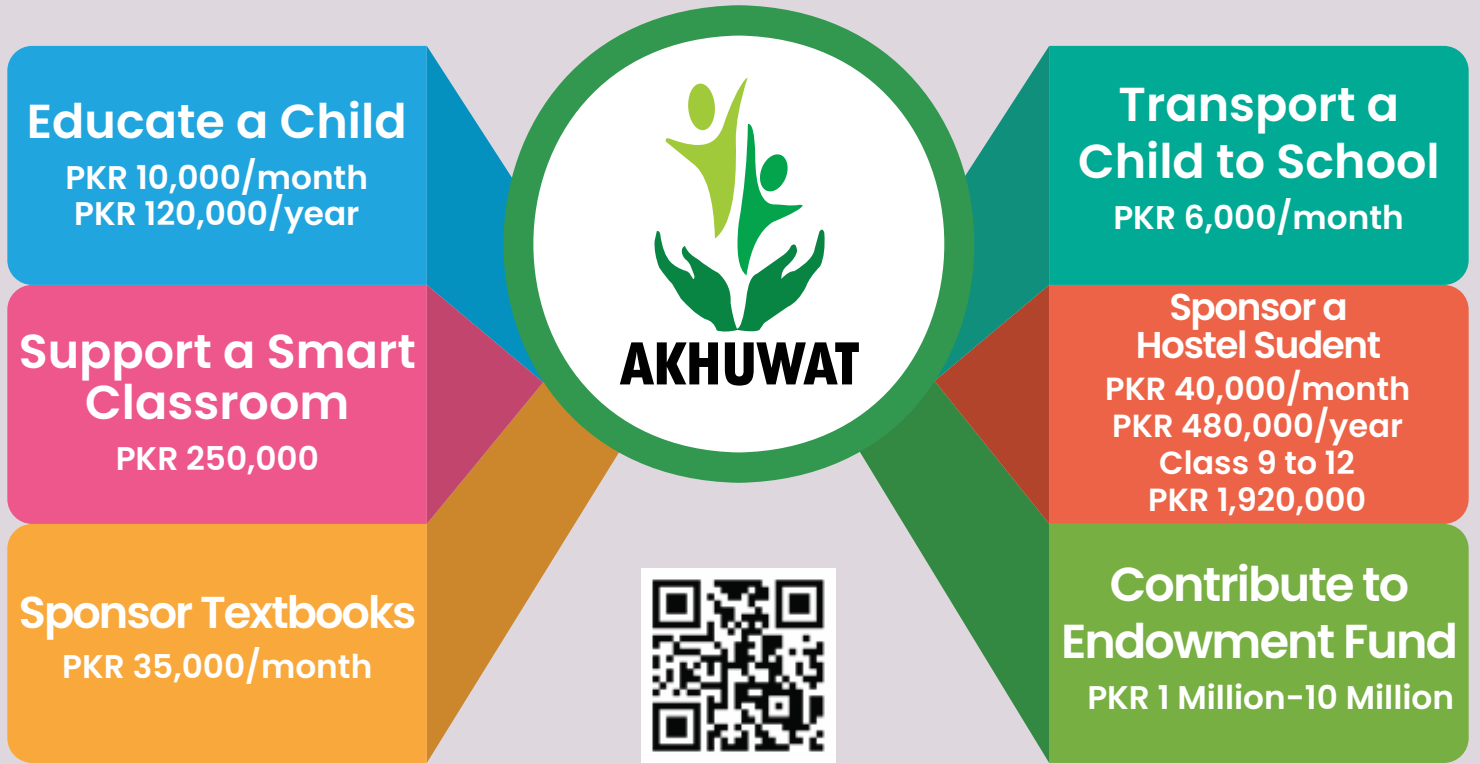 Educate a Child
PKR 10,000/month
PKR 120,000/year
Support a Smart
Classroom
PKR 250,000
Sponsor Textbooks
PKR 35,000/month
AKHUWAT
Transport a
Child to School
PKR 6,000/month
Sponsor a
Hostel Sudent
PKR 40,000/month
PKR 480,000/year
Class 9 to 12
PKR 1,920,000
Contribute to
Endowment Fund
PKR 1 Million-10 Million